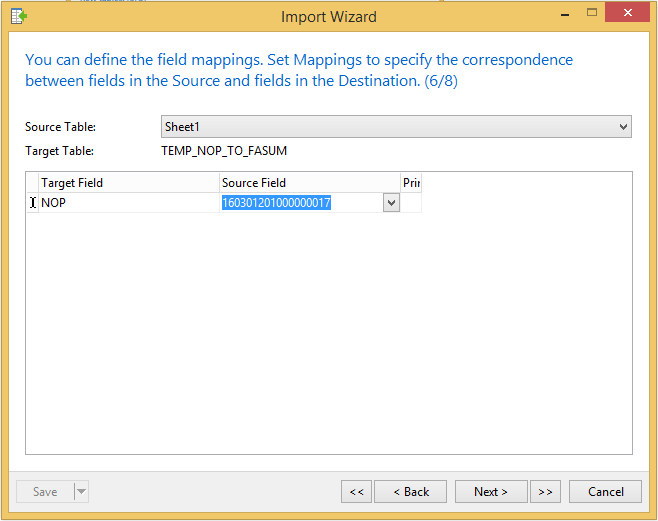 Import Wizard
You can define the field mappings. Set Mappings to specify the correspondence
between fields in the Source and fields in the Destination. (6/8)
Source Table: Sheet1
Target Table: TEMP_NOP_TO_FASUM
Target Field Source Field Prir
NOP 160301201000000017
Save << < Back Next > >> Cancel